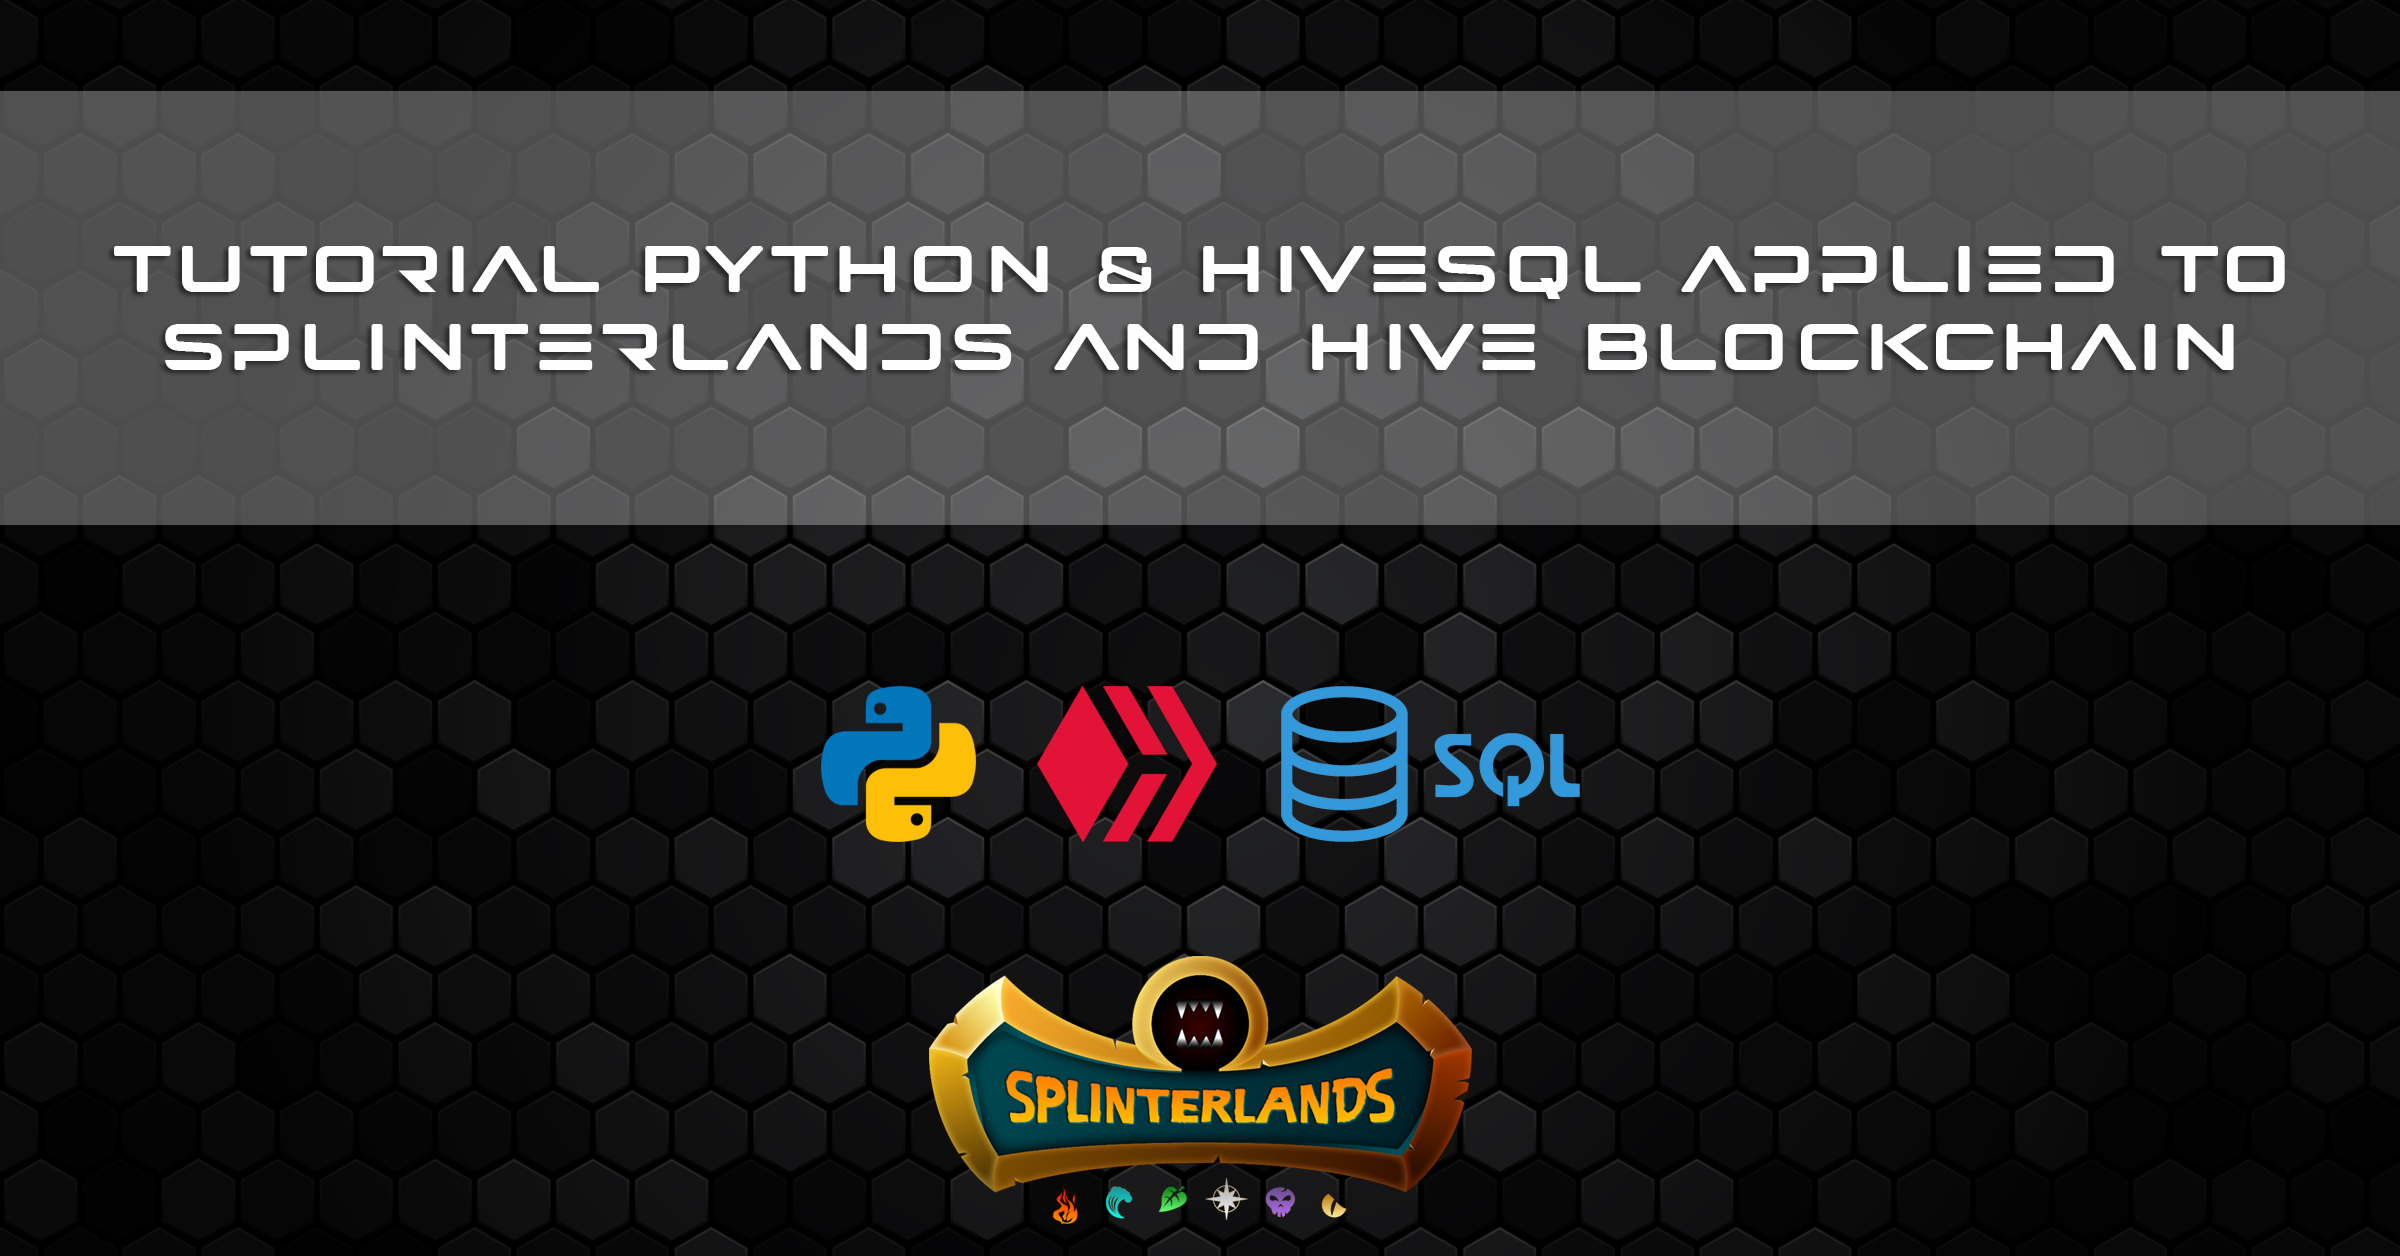 TUTORIAL PYTHON & HIVESQL APPLIED TO
SPLINTERLANDS AND HIVE BLOCKCHAIN
SQL
SPLINTERLANDS